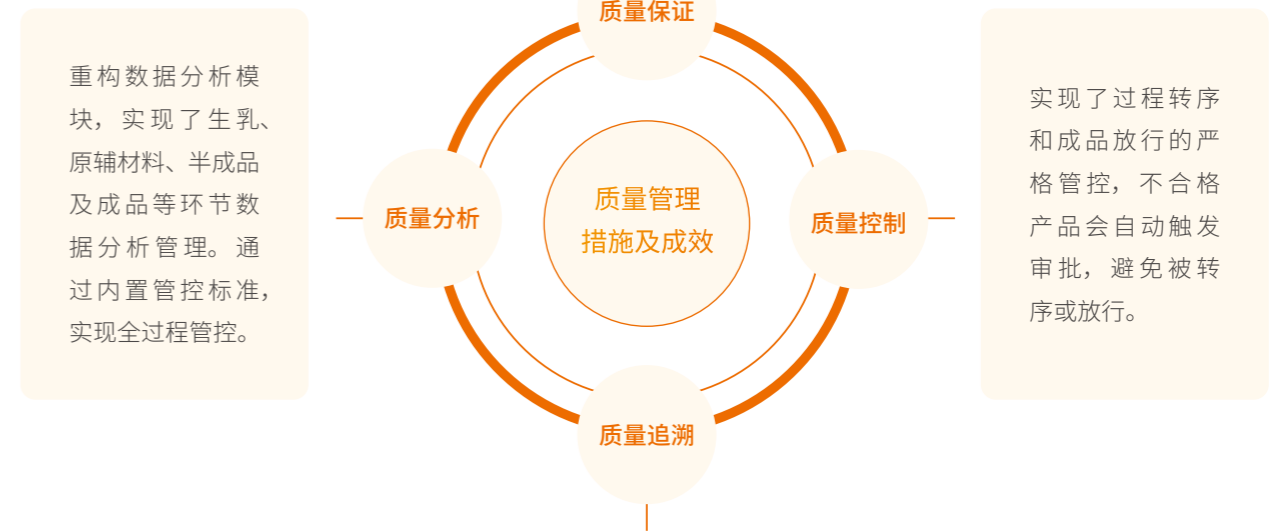 质量保证
重构数据分析模
块，实现了生乳、
原辅材料、半成品
及成品等环节数
据分析管理。通
过内置管控标准，
实现全过程管控。
质量分析
质量管理
措施及成效
质量控制
实现了过程转序
和成品放行的严
格管控，不合格
产品会自动触发
审批，避免被转
序或放行。
质量追溯